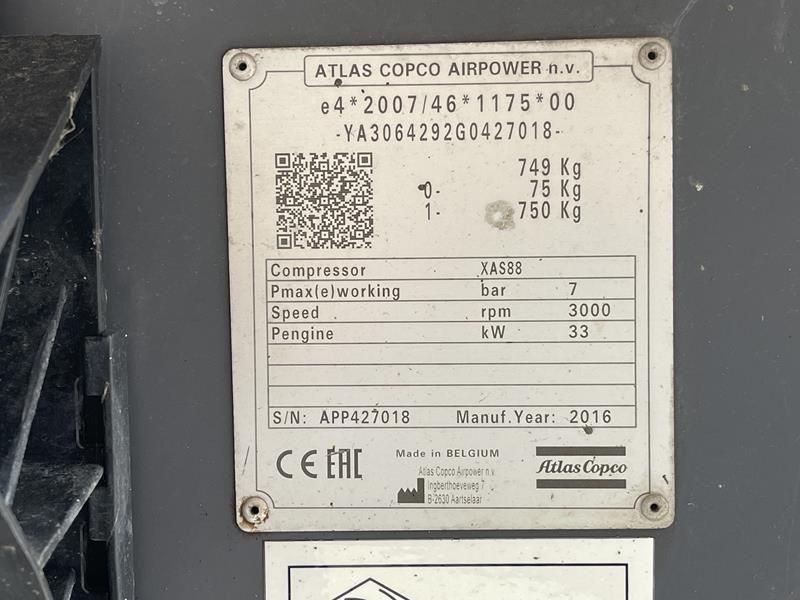 ATLAS COPCO AIRPOWER n.v.
e4*2007/46*1175*00
-YA3064292G0427018-
749 Kg
0- 75 Kg
1- 750 Kg
Compressor XAS88
Pmax(e)working bar 7
Speed rpm 3000
Pengine kW 33
S/N: APP427018 Manuf.Year: 2016
CE EAC
Made in BELGIUM
Atlas Copco Airpower n.v.
Ingberthoeveweg 7
B-2630 Aartselaar
Atlas Copco